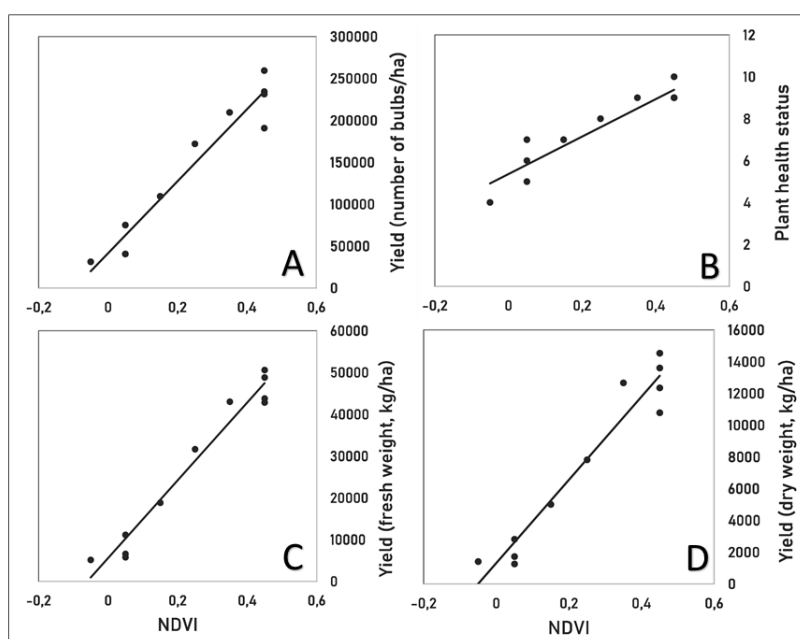 300000
250000
200000
150000
100000
50000
0
Yield (number of bulbs/ha)
A
−0,2 0 0,2 0,4 0,6
12
10
8
6
4
2
0
Plant health status
B
−0,2 0 0,2 0,4 0,6
60000
50000
40000
30000
20000
10000
0
Yield (fresh weight, kg/ha)
C
−0,2 0 0,2 0,4 0,6
NDVI
16000
14000
12000
10000
8000
6000
4000
2000
0
Yield (dry weight, kg/ha)
D
−0,2 0 0,2 0,4 0,6
NDVI